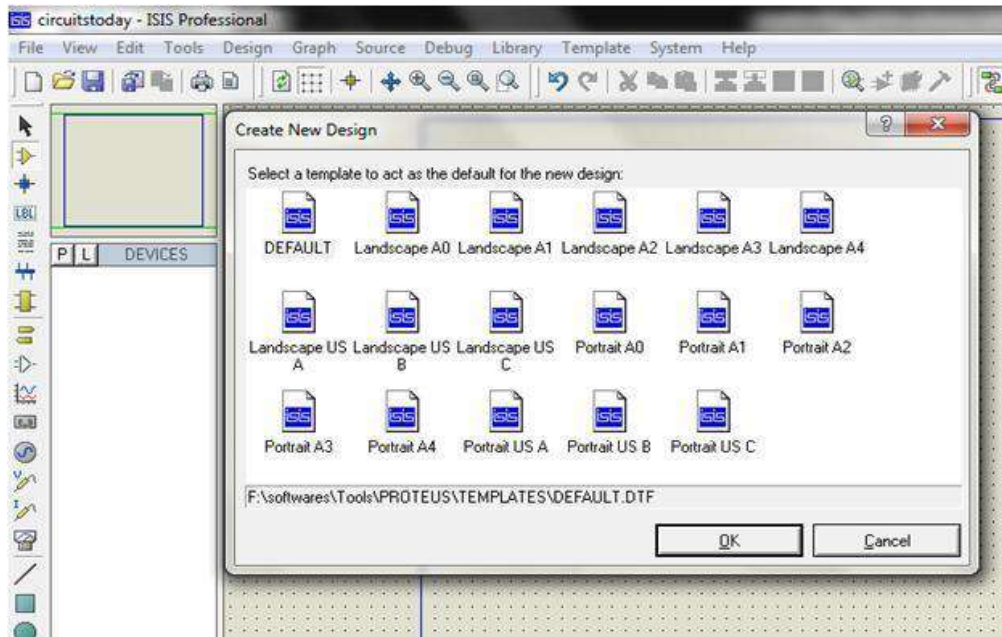 circuitstoday - ISIS Professional
File View Edit Tools Design Graph Source Debug Library Template System Help
Create New Design
Select a template to act as the default for the new design:
DEFAULT Landscape A0 Landscape A1 Landscape A2 Landscape A3 Landscape A4
Landscape US A Landscape US B Landscape US C Portrait A0 Portrait A1 Portrait A2
Portrait A3 Portrait A4 Portrait US A Portrait US B Portrait US C
F:\softwares\Tools\PROTEUS\TEMPLATES\DEFAULT.DTF
OK Cancel
P L DEVICES
LBL